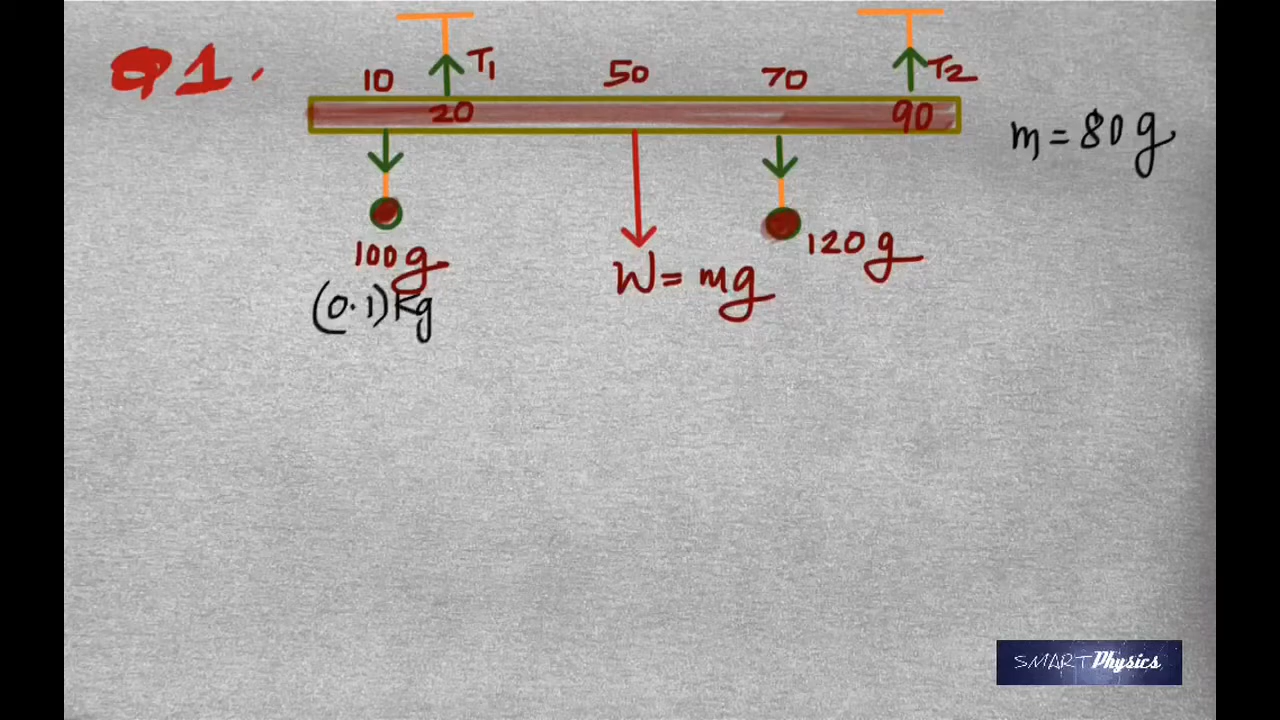 Q1.
10 T1 50 70 T2
20 90
m = 80 g
100 g
(0.1) Kg
W = mg
120 g
SMART Physics